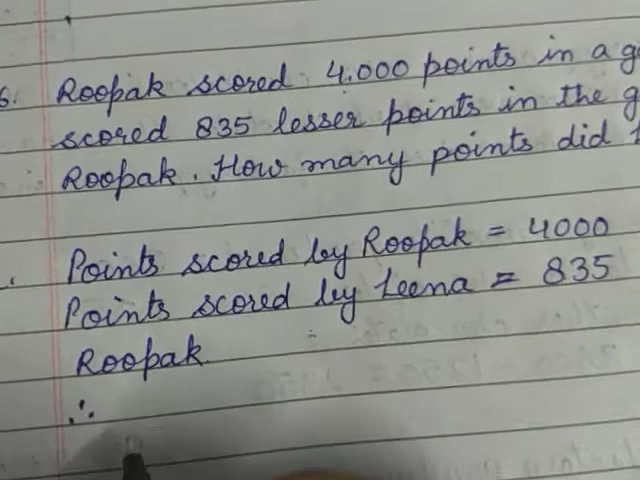 6. Roopak scored 4,000 points in a
scored 835 lesser points in the
Roopak. How many points did
Points scored by Roopak = 4000
Points scored by Leena = 835
Roopak
∴